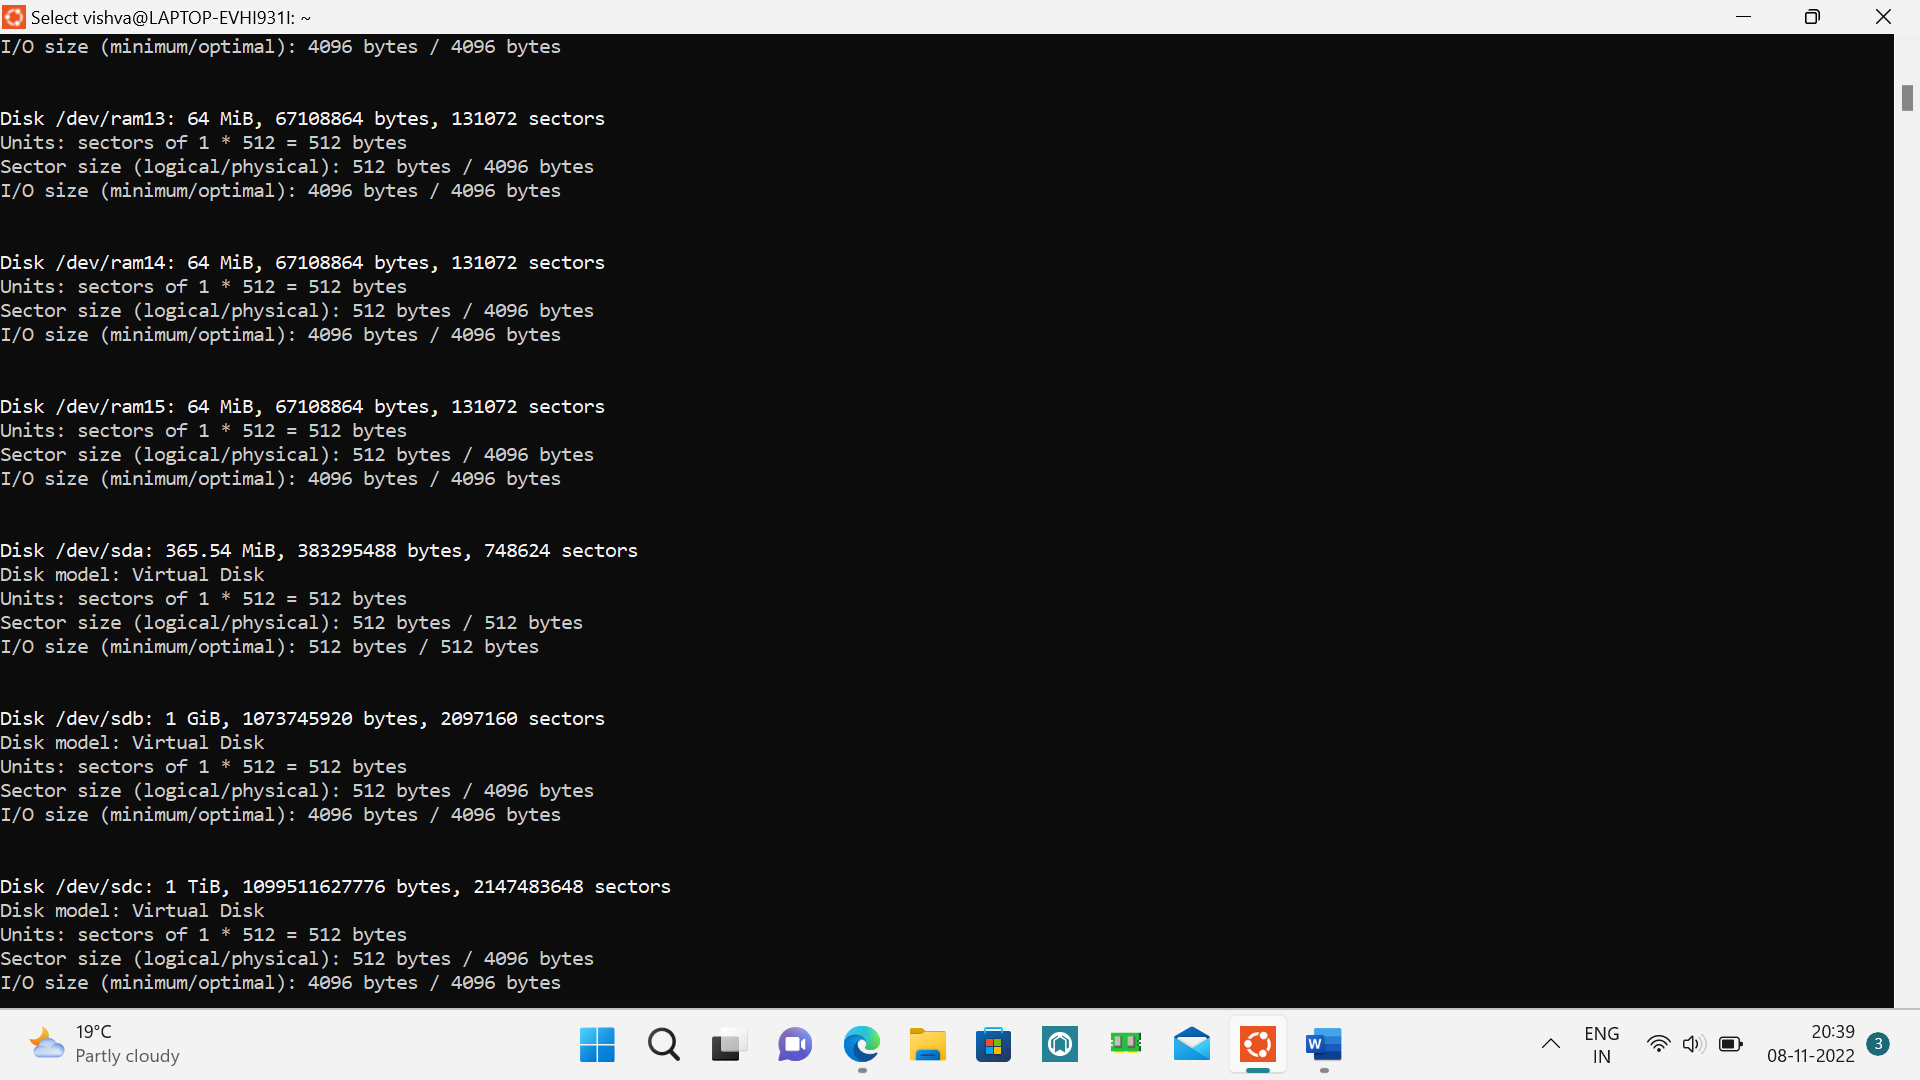 Select vishva@LAPTOP-EVHI931I: ~
I/O size (minimum/optimal): 4096 bytes / 4096 bytes
Disk /dev/ram13: 64 MiB, 67108864 bytes, 131072 sectors
Units: sectors of 1 * 512 = 512 bytes
Sector size (logical/physical): 512 bytes / 4096 bytes
I/O size (minimum/optimal): 4096 bytes / 4096 bytes
Disk /dev/ram14: 64 MiB, 67108864 bytes, 131072 sectors
Units: sectors of 1 * 512 = 512 bytes
Sector size (logical/physical): 512 bytes / 4096 bytes
I/O size (minimum/optimal): 4096 bytes / 4096 bytes
Disk /dev/ram15: 64 MiB, 67108864 bytes, 131072 sectors
Units: sectors of 1 * 512 = 512 bytes
Sector size (logical/physical): 512 bytes / 4096 bytes
I/O size (minimum/optimal): 4096 bytes / 4096 bytes
Disk /dev/sda: 365.54 MiB, 383295488 bytes, 748624 sectors
Disk model: Virtual Disk
Units: sectors of 1 * 512 = 512 bytes
Sector size (logical/physical): 512 bytes / 512 bytes
I/O size (minimum/optimal): 512 bytes / 512 bytes
Disk /dev/sdb: 1 GiB, 1073745920 bytes, 2097160 sectors
Disk model: Virtual Disk
Units: sectors of 1 * 512 = 512 bytes
Sector size (logical/physical): 512 bytes / 4096 bytes
I/O size (minimum/optimal): 4096 bytes / 4096 bytes
Disk /dev/sdc: 1 TiB, 1099511627776 bytes, 2147483648 sectors
Disk model: Virtual Disk
Units: sectors of 1 * 512 = 512 bytes
Sector size (logical/physical): 512 bytes / 4096 bytes
I/O size (minimum/optimal): 4096 bytes / 4096 bytes
19°C
Partly cloudy
W
ENG
IN
20:39
08-11-2022
3